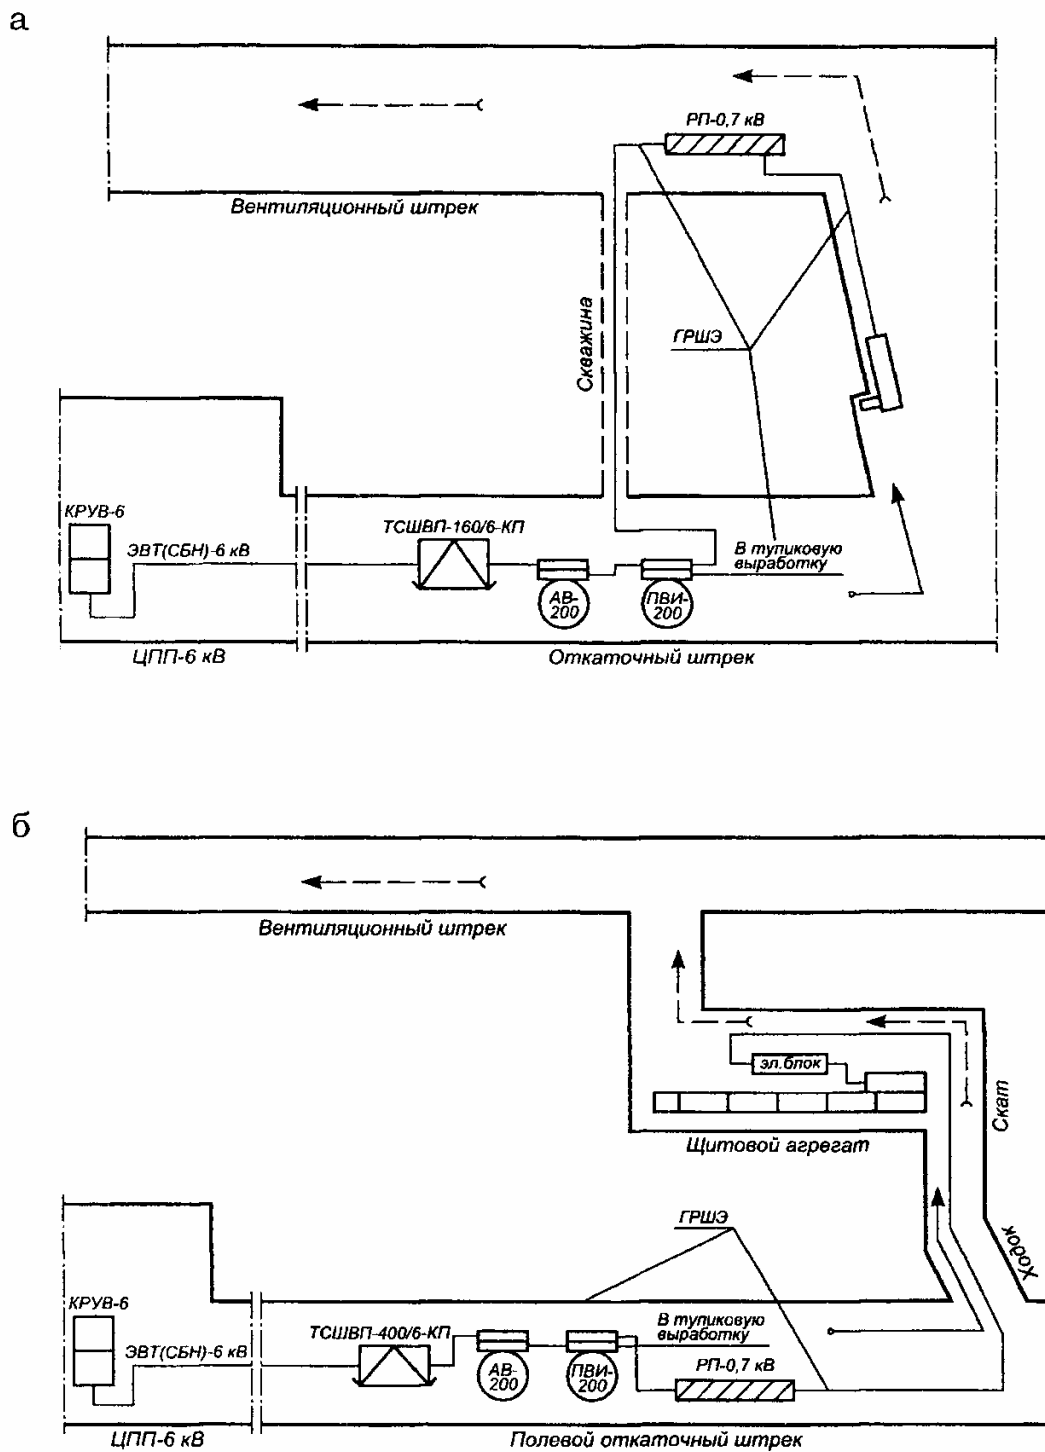 а
РП-0,7 кВ
Вентиляционный штрек
Скважина
ГРШЭ
КРУВ-6
ЭВТ(СБН)-6 кВ
ТСШВП-160/6-КП
В тупиковую
выработку
АВ-
200
ПВИ-
200
ЦПП-6 кВ
Откаточный штрек
б
Вентиляционный штрек
эл.блок
Скат
Щитовой агрегат
ГРШЭ
Ходок
КРУВ-6
ЭВТ(СБН)-6 кВ
ТСШВП-400/6-КП
В тупиковую
выработку
АВ-
200
ПВИ-
200
РП-0,7 кВ
ЦПП-6 кВ
Полевой откаточный штрек